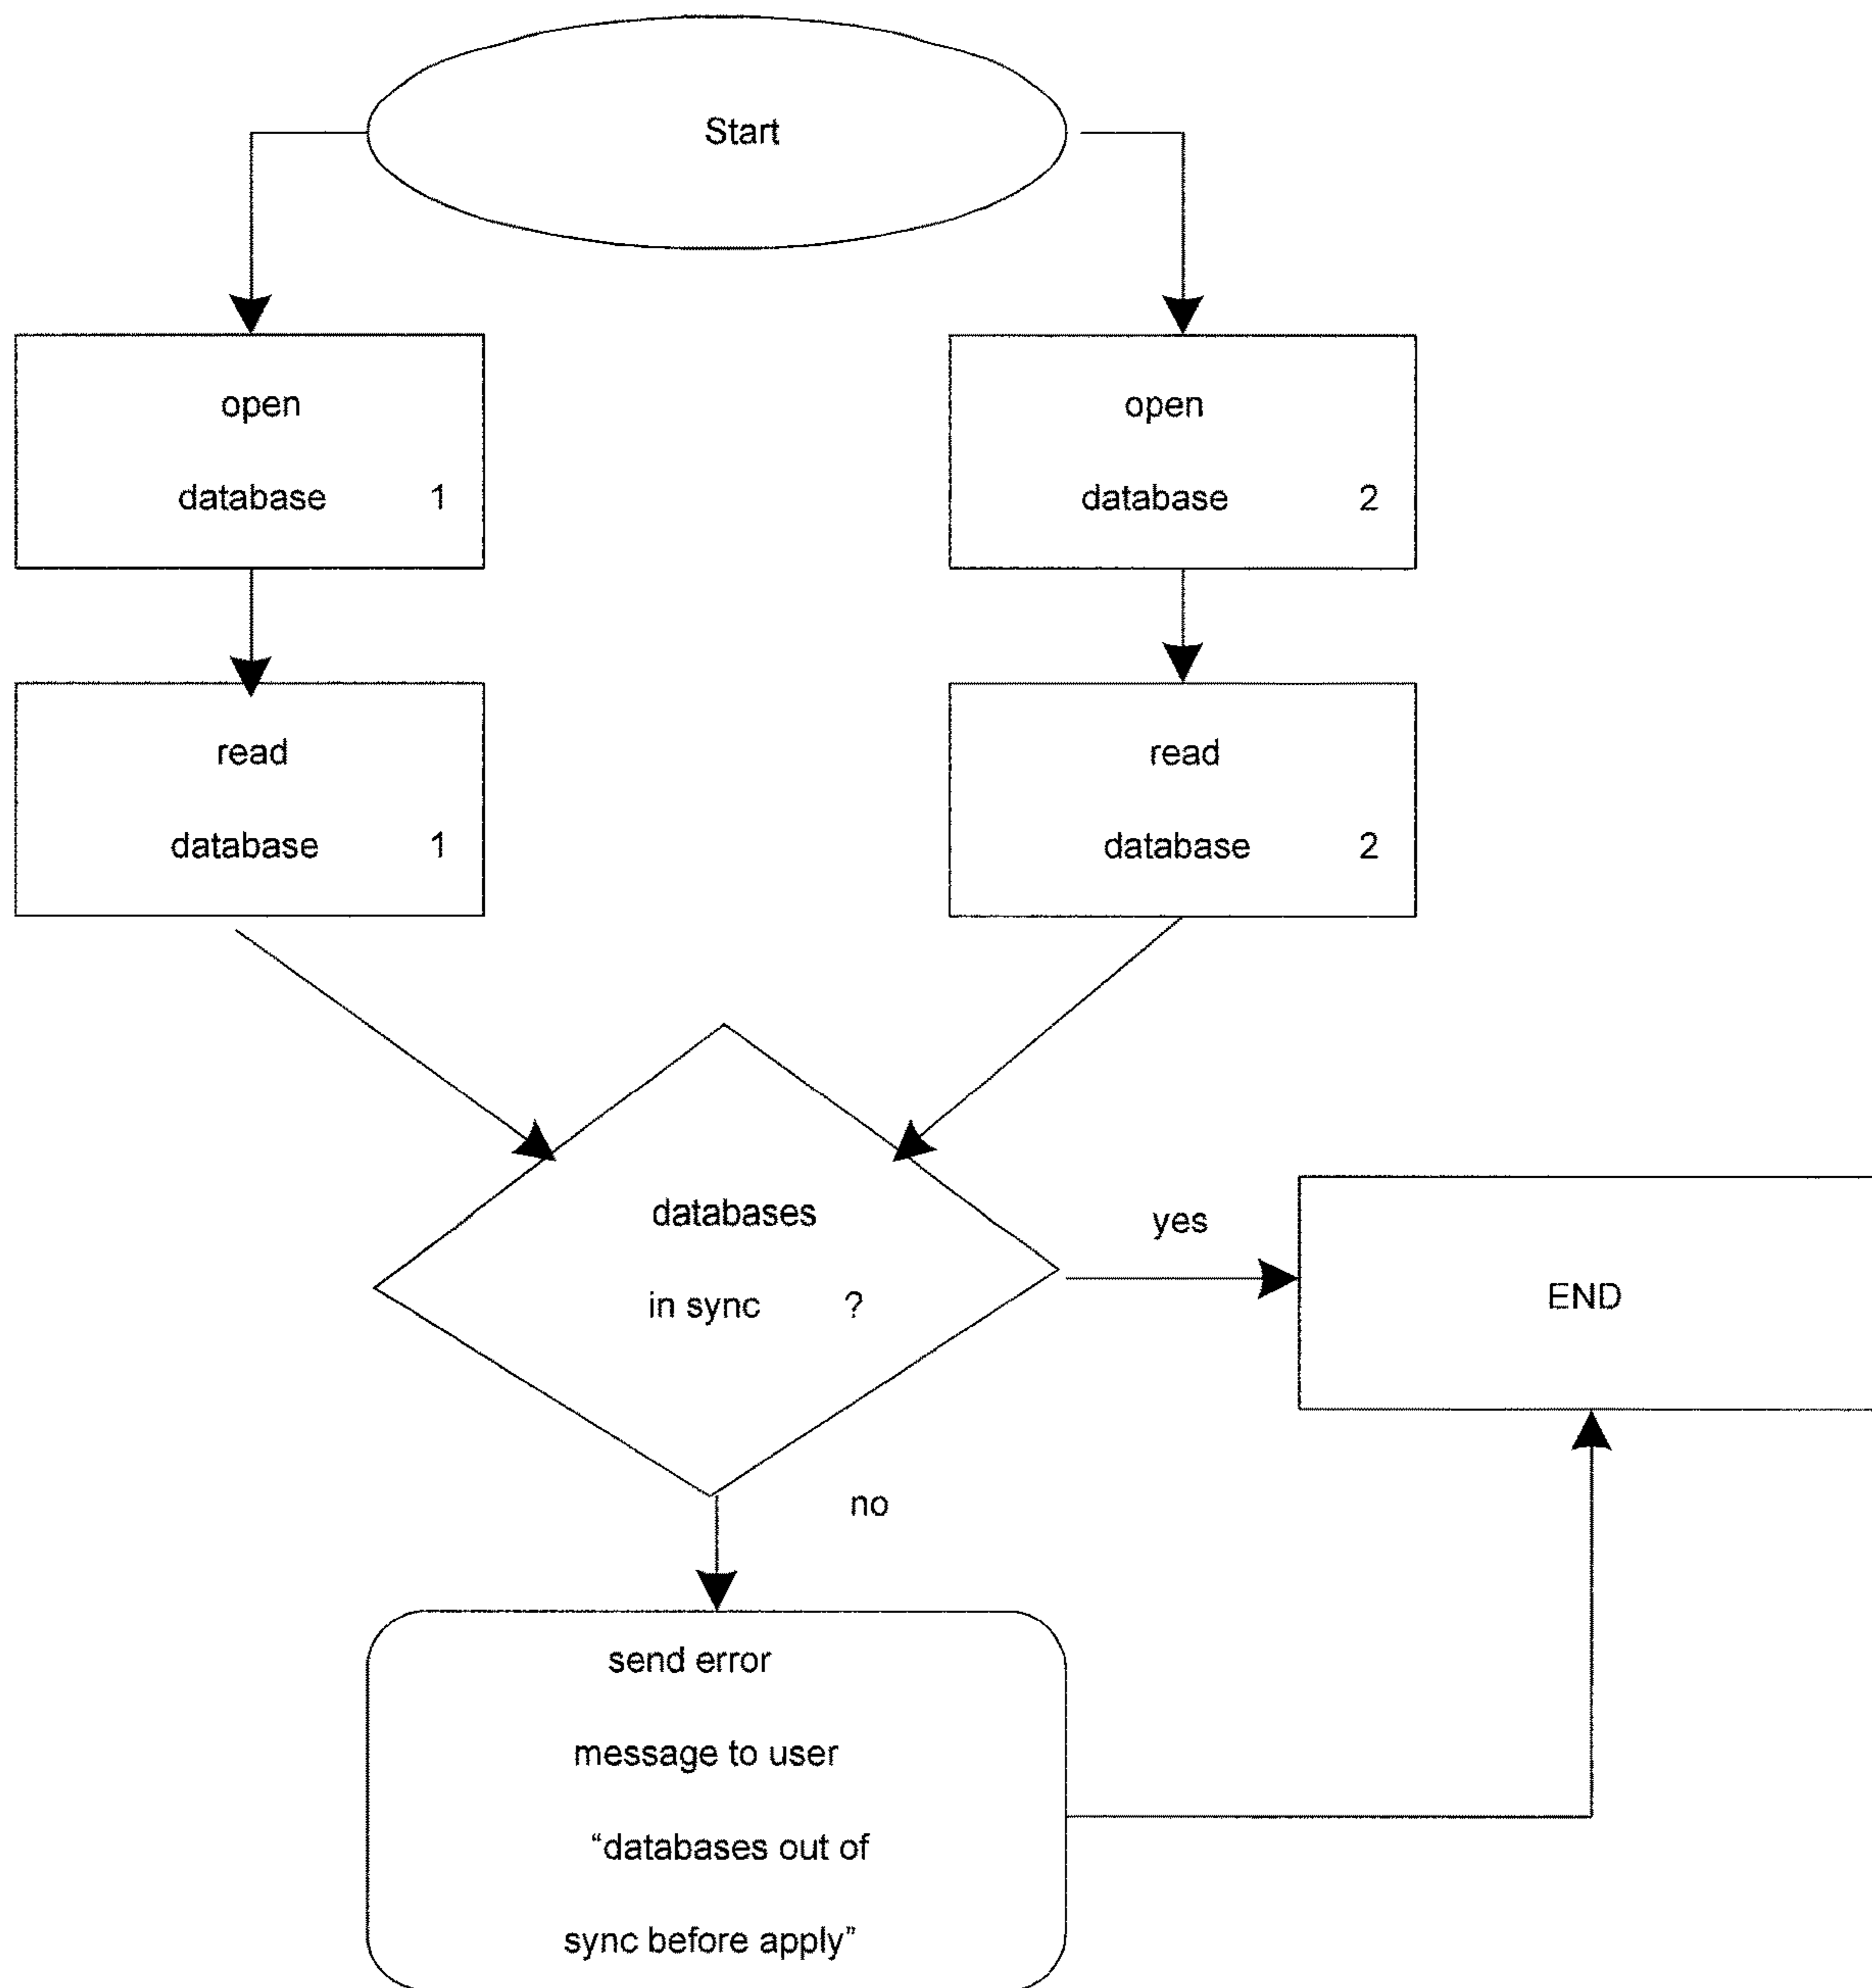 Start
open
database 1
open
database 2
read
database 1
read
database 2
databases
in sync ?
yes
END
no
send error
message to user
“databases out of
sync before apply”